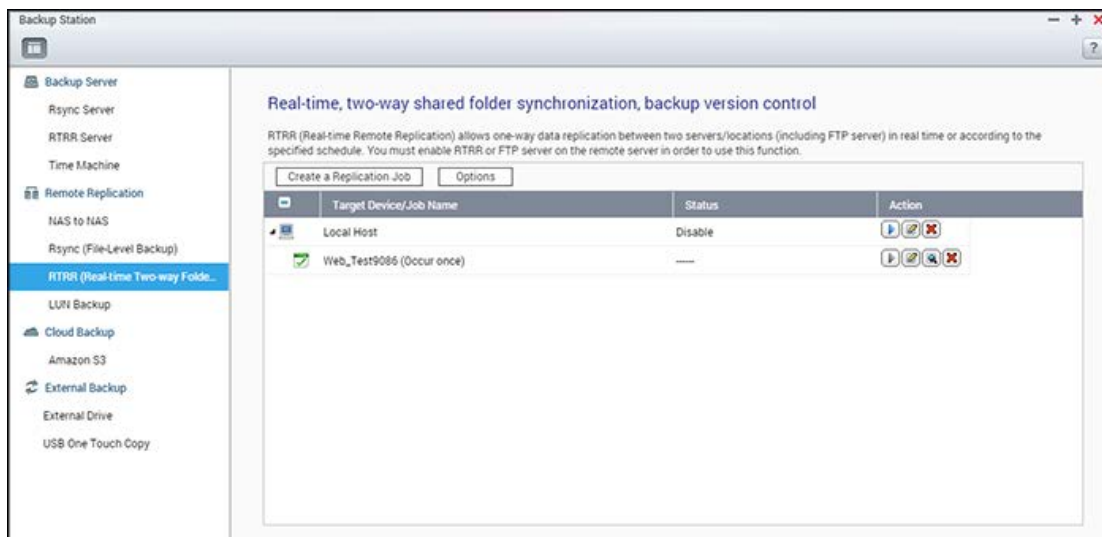 Backup Station
?
Backup Server
Rsync Server
RTRR Server
Time Machine
Remote Replication
NAS to NAS
Rsync (File-Level Backup)
RTRR (Real-time Two-way Folde...
LUN Backup
Cloud Backup
Amazon S3
External Backup
External Drive
USB One Touch Copy
Real-time, two-way shared folder synchronization, backup version control
RTRR (Real-time Remote Replication) allows one-way data replication between two servers/locations (including FTP server) in real time or according to the
specified schedule. You must enable RTRR or FTP server on the remote server in order to use this function.
Create a Replication Job Options
Target Device/Job Name Status Action
Local Host Disable
Web_Test9086 (Occur once) -----